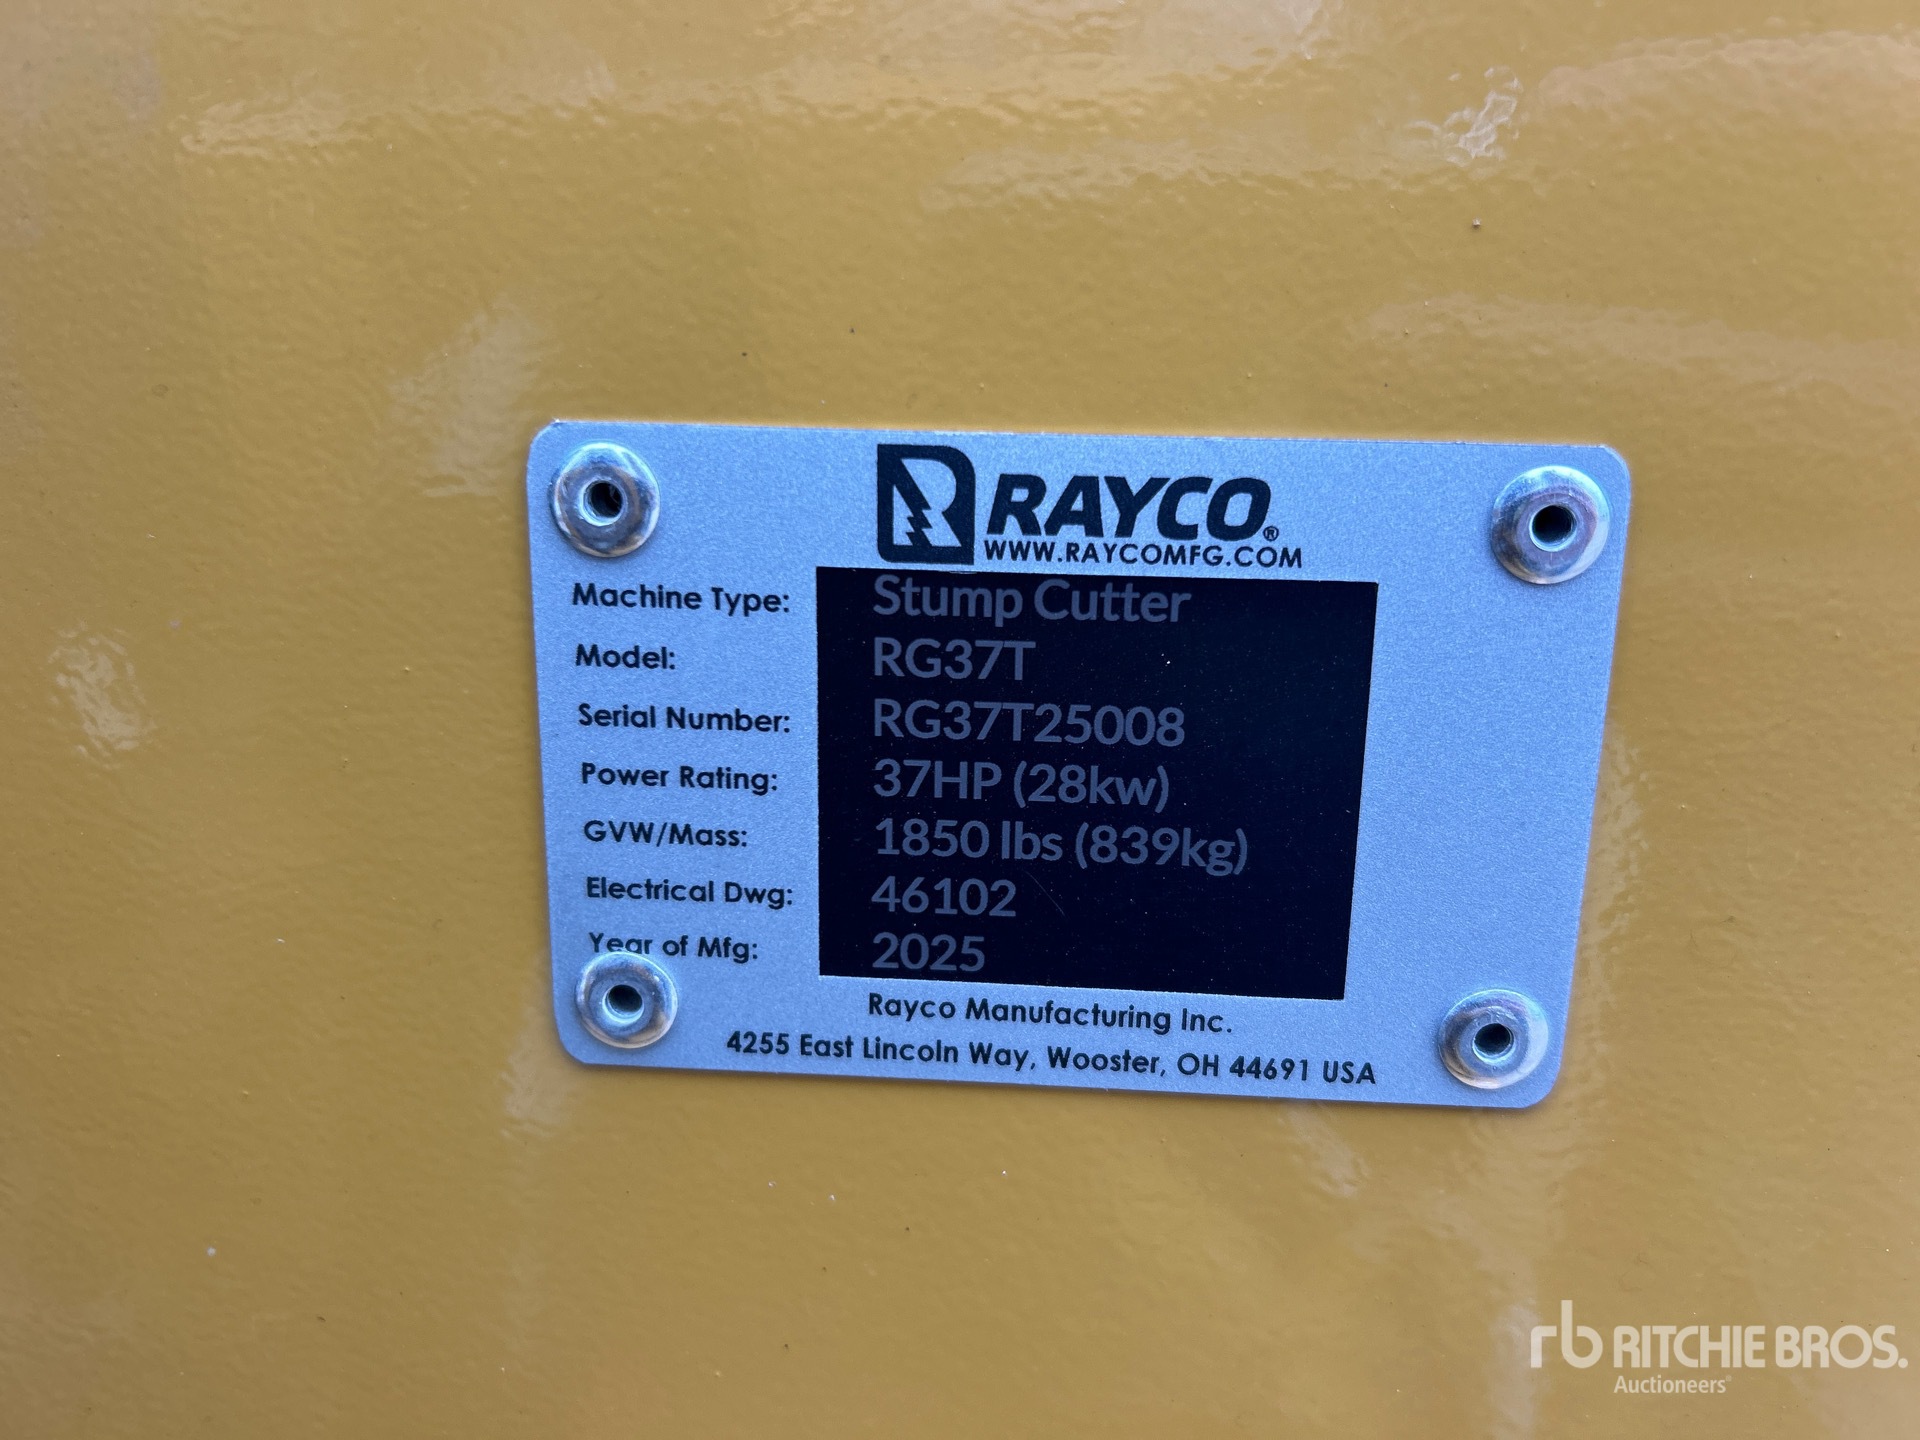 RAYCO®
WWW.RAYCOMFG.COM
Machine Type: Stump Cutter
Model: RG37T
Serial Number: RG37T25008
Power Rating: 37HP (28kw)
GVW/Mass: 1850 lbs (839kg)
Electrical Dwg: 46102
Year of Mfg: 2025
Rayco Manufacturing Inc.
4255 East Lincoln Way, Wooster, OH 44691 USA
rb RITCHIE BROS.
Auctioneers®